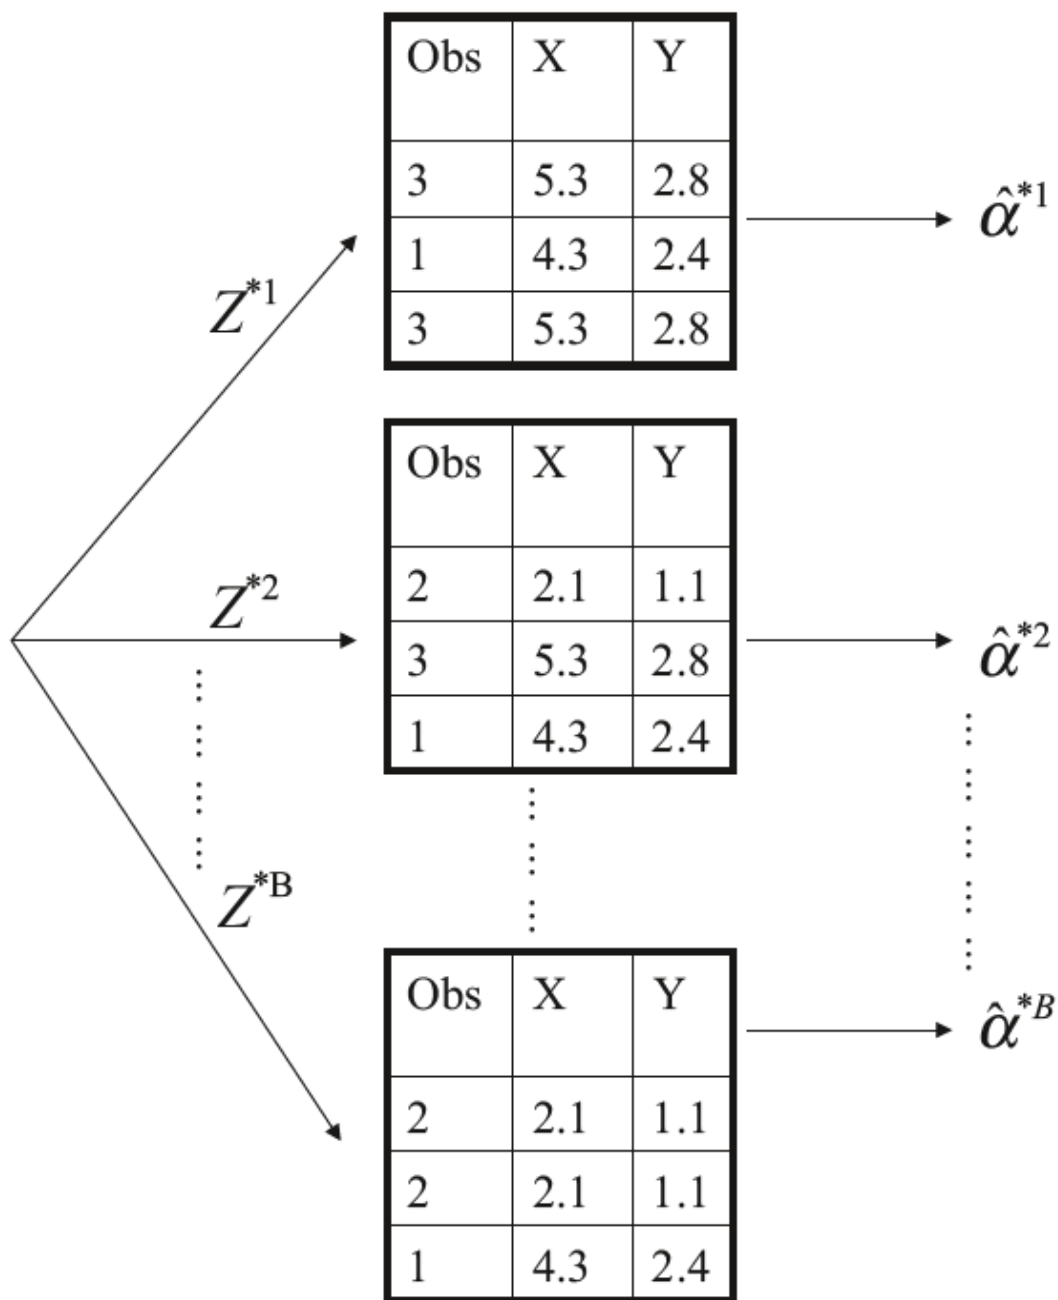 Obs X Y
3 5.3 2.8
1 4.3 2.4
3 5.3 2.8
Z*1
α̂*1
Obs X Y
2 2.1 1.1
3 5.3 2.8
1 4.3 2.4
Z*2
α̂*2
Z*B
Obs X Y
2 2.1 1.1
2 2.1 1.1
1 4.3 2.4
α̂*B